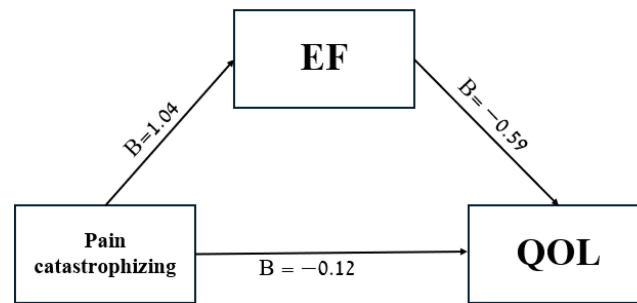 EF
B=1.04
B= −0.59
Pain
catastrophizing
B = −0.12
QOL